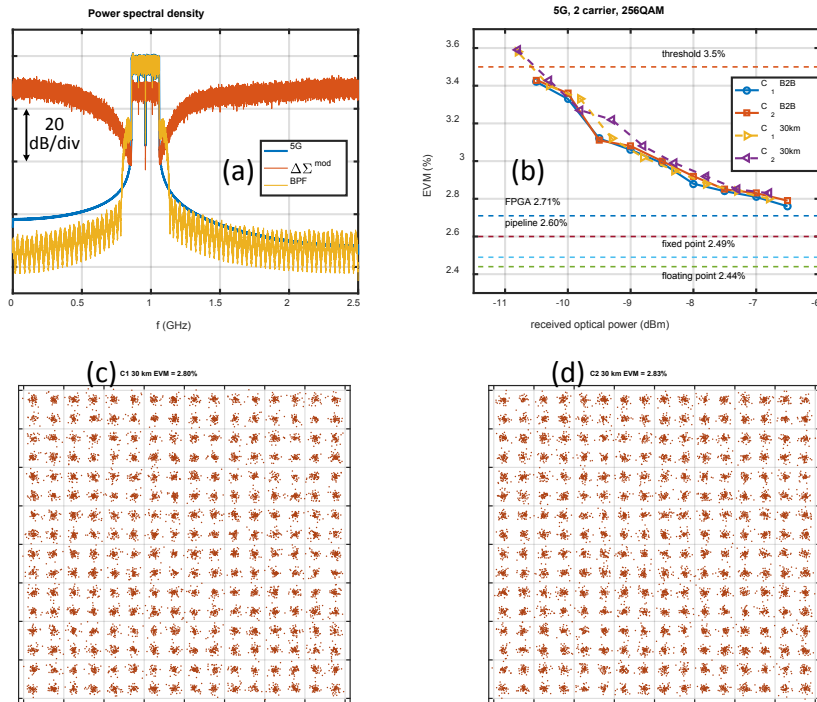 Power spectral density
20
dB/div
(a)
5G
ΔΣ mod
BPF
0
0.5
1
1.5
2
2.5
f (GHz)
5G, 2 carrier, 256QAM
3.6
3.4
3.2
3
2.8
2.6
2.4
EVM (%)
threshold 3.5%
C1 B2B
C2 B2B
C1 30km
C2 30km
(b)
FPGA 2.71%
pipeline 2.60%
fixed point 2.49%
floating point 2.44%
-11
-10
-9
-8
-7
-6
received optical power (dBm)
(c) C1 30 km EVM = 2.80%
(d) C2 30 km EVM = 2.83%